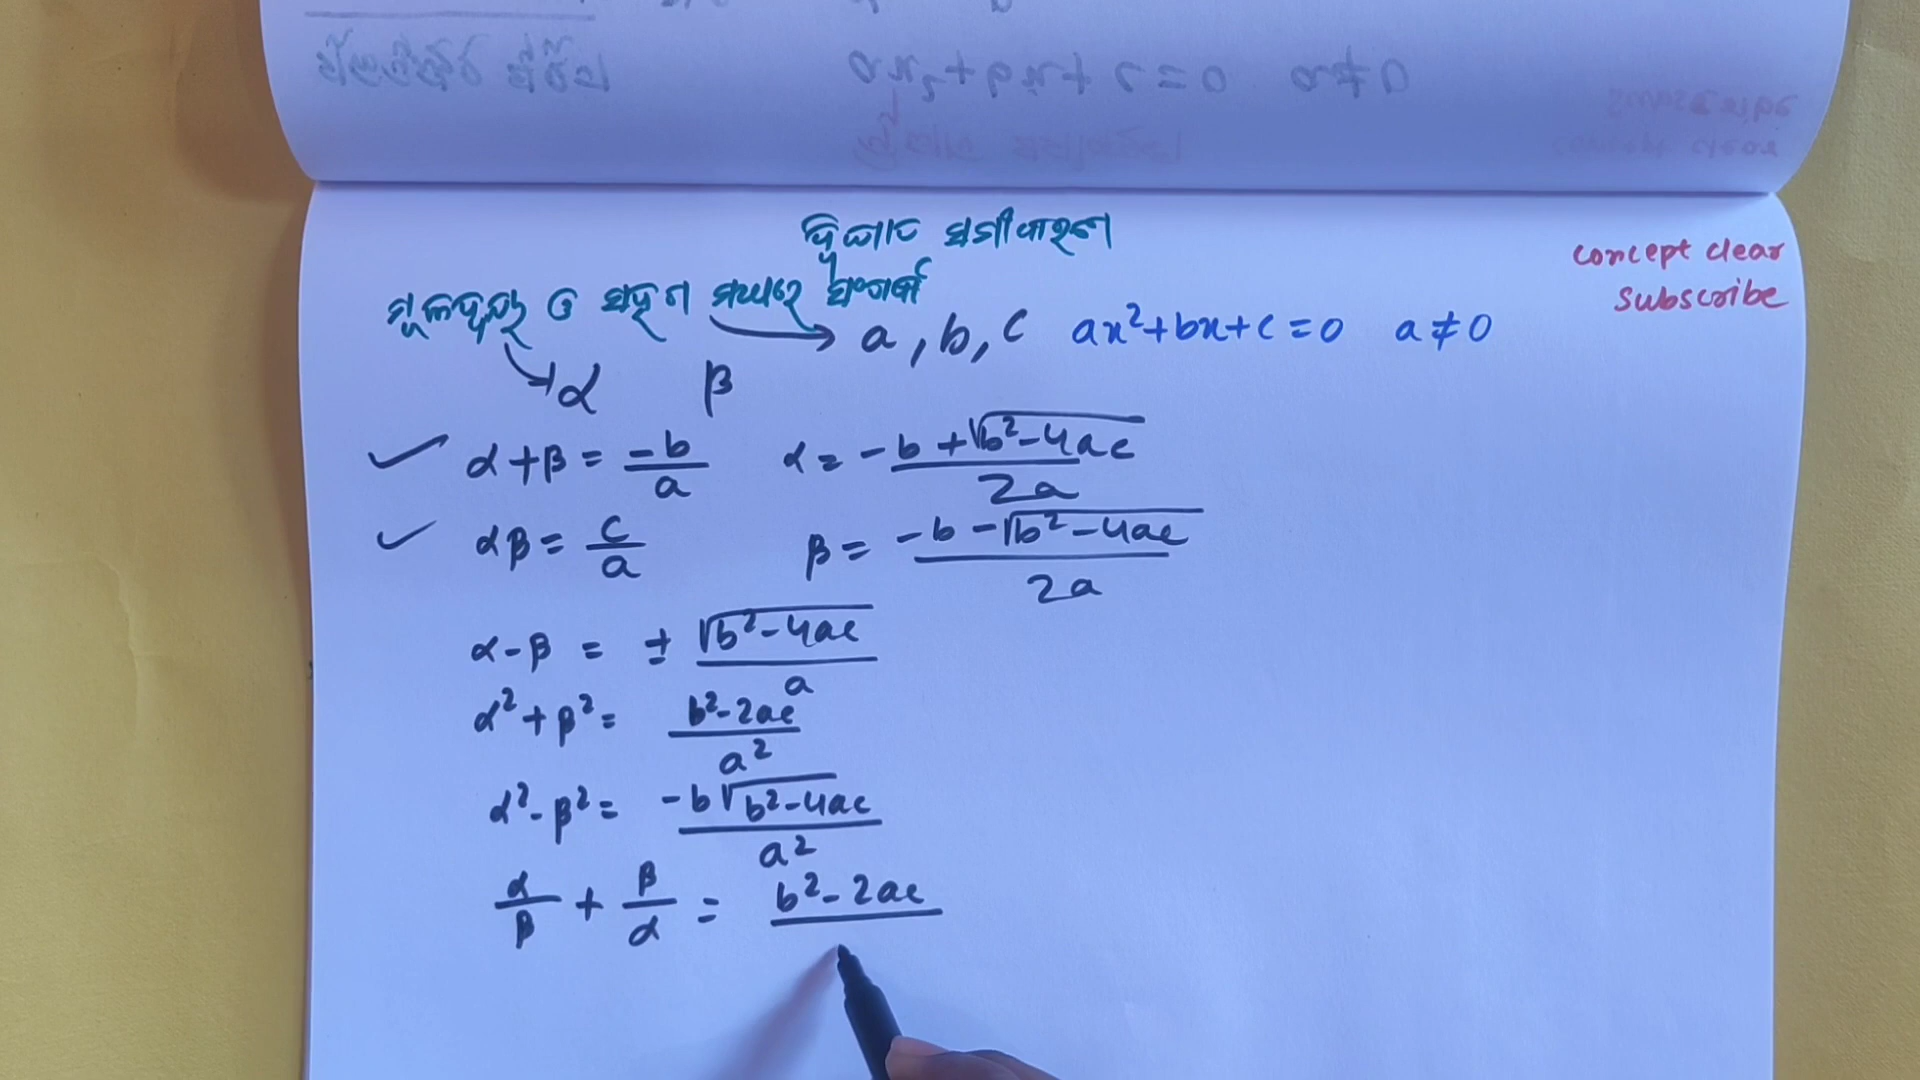 ଦ୍ୱିଘାତ ସମୀକରଣ
concept clear
subscribe
ମୂଳଦ୍ୱୟ ଓ ସହଗ ମଧ୍ୟରେ ସଂପର୍କ
a, b, c ax²+bx+c=0 a≠0
α β
α+β = -b/a α = -b+√b²-4ac/2a
αβ = c/a β = -b-√b²-4ac/2a
α-β = ± √b²-4ac/a
α²+β² = b²-2ac/a²
α²-β² = -b√b²-4ac/a²
α/β + β/α = b²-2ac